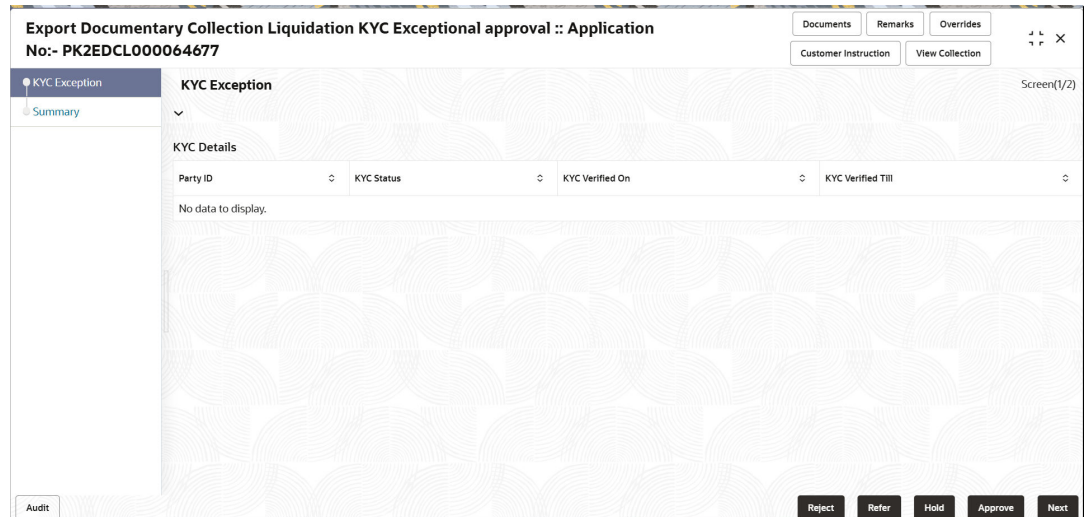 Export Documentary Collection Liquidation KYC Exceptional approval :: Application
No:- PK2EDCL000064677
Documents Remarks Overrides
Customer Instruction View Collection
KYC Exception
Summary
KYC Exception
Screen(1/2)
KYC Details
Party ID KYC Status KYC Verified On KYC Verified Till
No data to display.
Audit Reject Refer Hold Approve Next